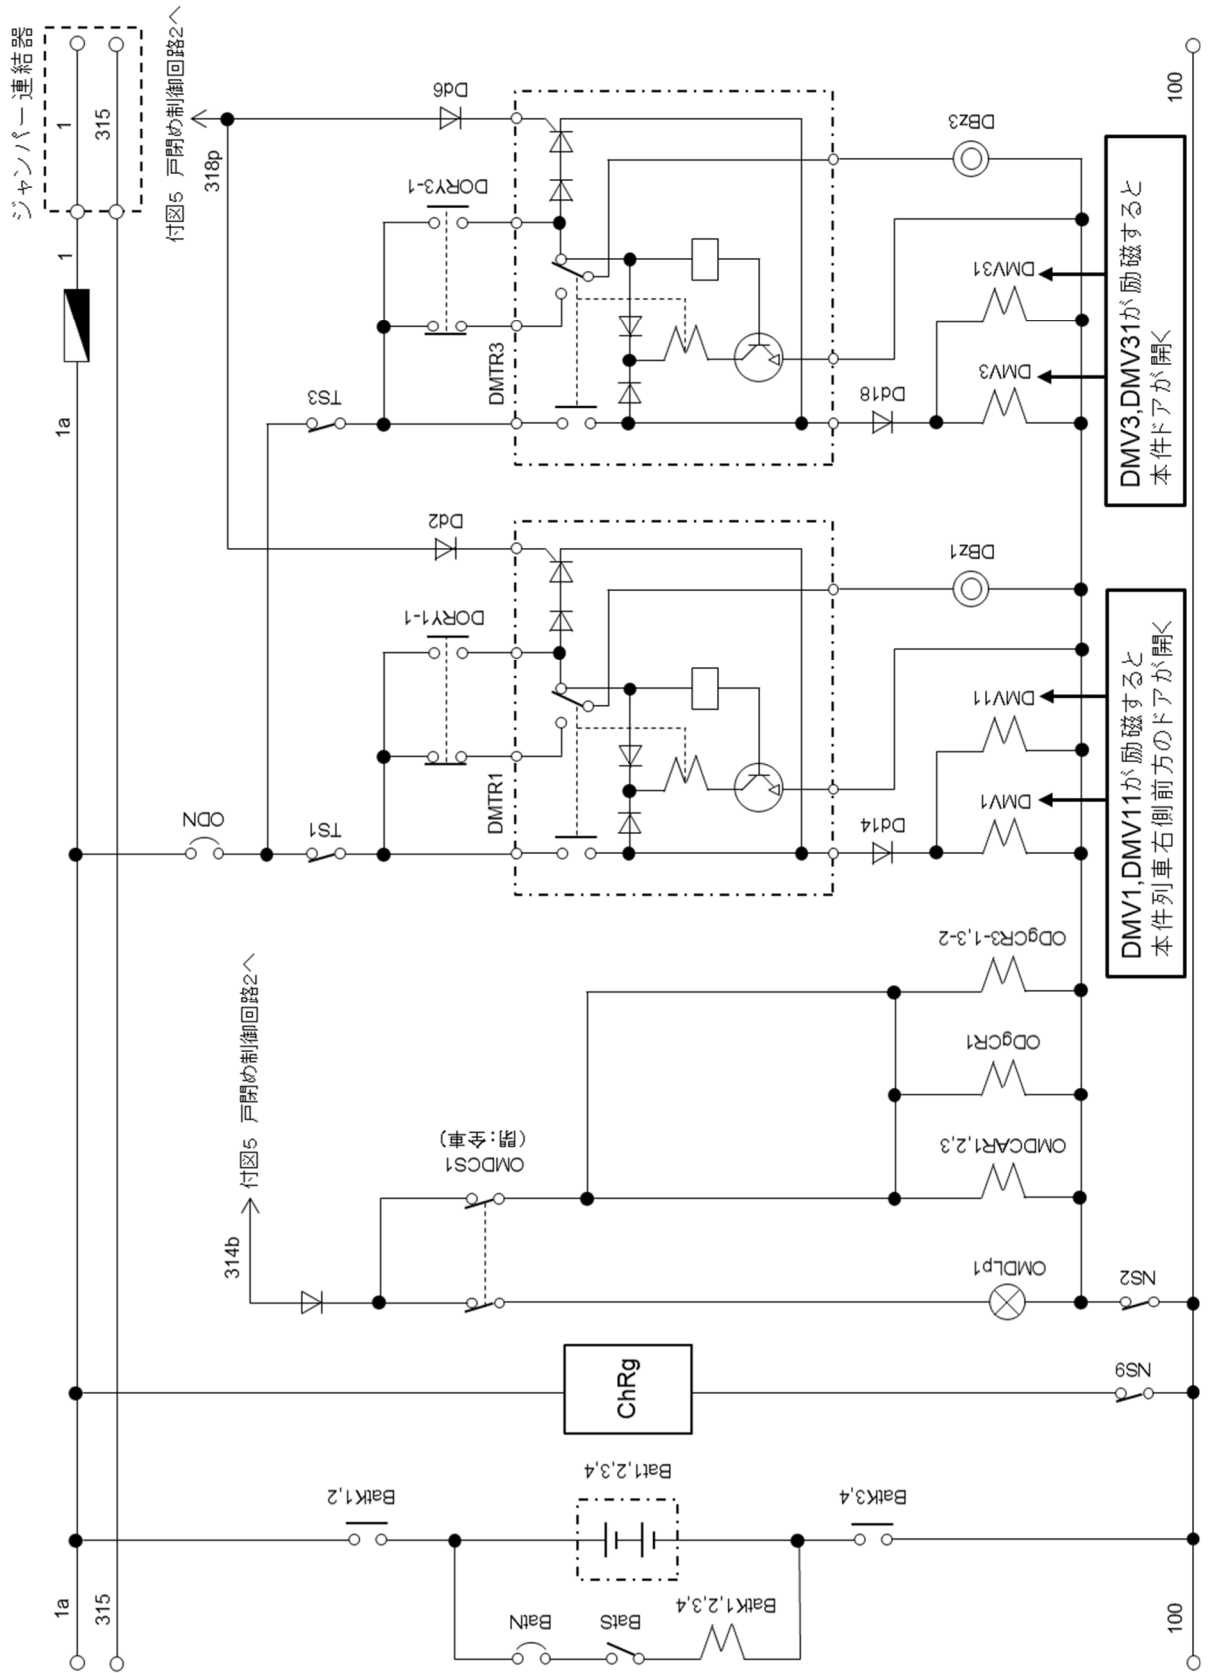 ジャンパー連結器
1
315
付図5 戸閉め制御回路2へ
318p
1
1a
Dd6
DORY3-1
TS3
DMTR3
DBz3
DMV31
DMV3
Dd18
100
DMV3,DMV31が励磁すると
本件ドアが開く
Dd2
DORY1-1
ODN
TS1
DMTR1
DBz1
DMV11
DMV1
Dd14
DMV1,DMV11が励磁すると
本件列車右側前方のドアが開く
付図5 戸閉め制御回路2へ
314b
OMDCS1
(閉:全車)
ODgCR3-1,3-2
ODgCR1
OMDCAR1,2,3
OMDLp1
NS2
ChRg
NS9
BatK1,2
Bat1,2,3,4
BatK3,4
BatN
BatS
BatK1,2,3,4
1a
315
100